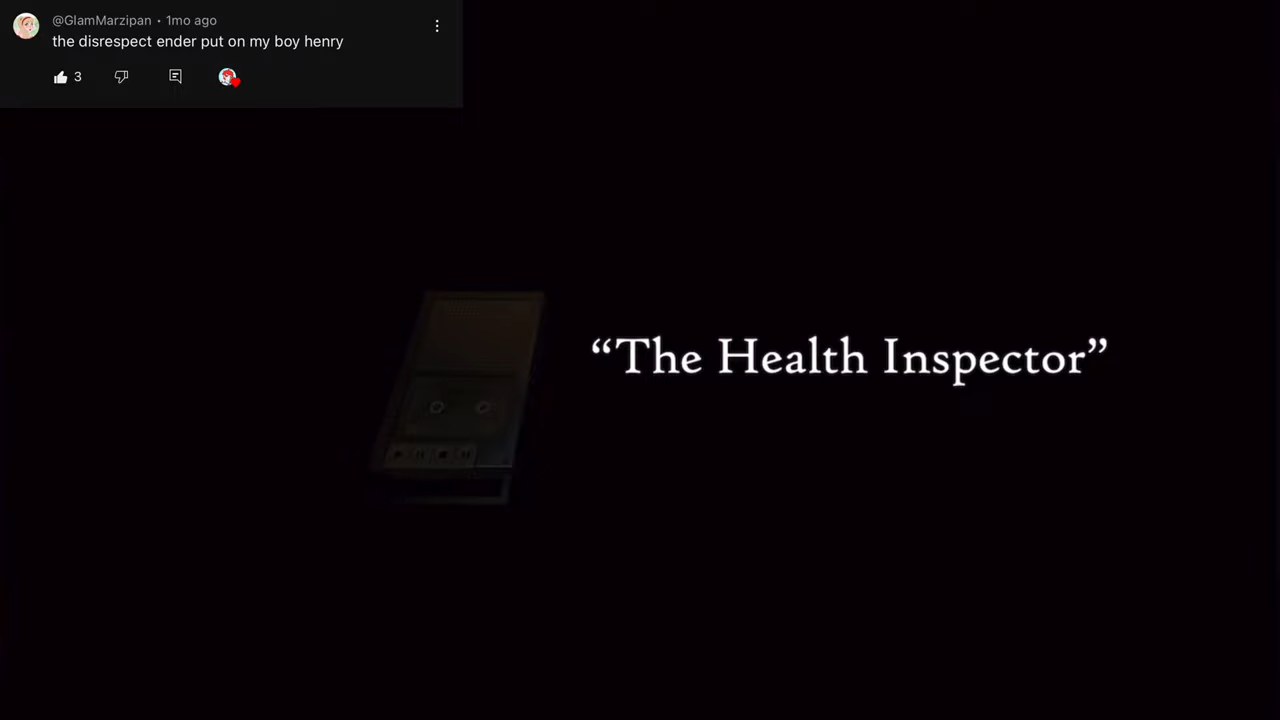 @GlamMarzipan • 1mo ago
the disrespect ender put on my boy henry
3
“The Health Inspector”